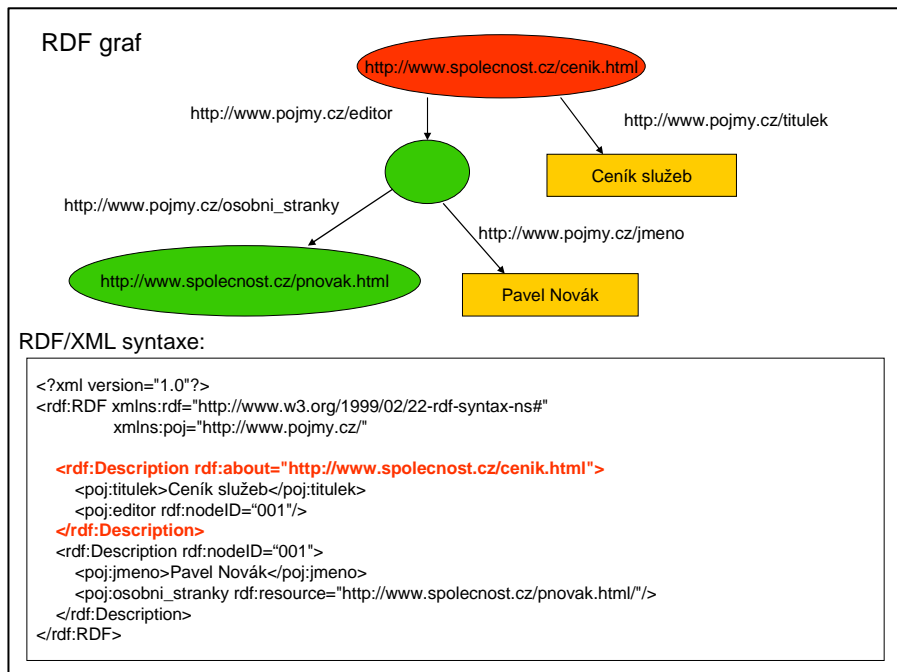 RDF graf
http://www.spolecnost.cz/cenik.html
http://www.pojmy.cz/editor
http://www.pojmy.cz/titulek
Ceník služeb
http://www.pojmy.cz/osobni_stranky
http://www.pojmy.cz/jmeno
http://www.spolecnost.cz/pnovak.html
Pavel Novák
RDF/XML syntaxe:
<?xml version="1.0"?>
<rdf:RDF xmlns:rdf="http://www.w3.org/1999/02/22-rdf-syntax-ns#"
xmlns:poj="http://www.pojmy.cz/"
<rdf:Description rdf:about="http://www.spolecnost.cz/cenik.html">
<poj:titulek>Ceník služeb</poj:titulek>
<poj:editor rdf:nodeID=“001"/>
</rdf:Description>
<rdf:Description rdf:nodeID=“001">
<poj:jmeno>Pavel Novák</poj:jmeno>
<poj:osobni_stranky rdf:resource="http://www.spolecnost.cz/pnovak.html/"/>
</rdf:Description>
</rdf:RDF>